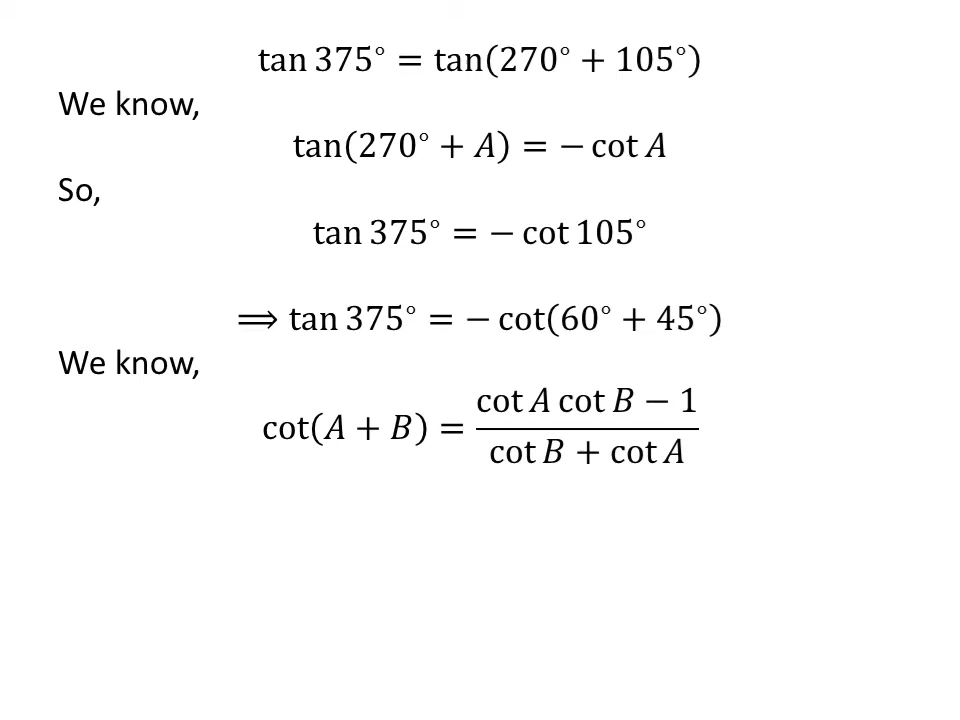 tan 375° = tan(270° + 105°)
We know,
tan(270° + A) = − cot A
So,
tan 375° = − cot 105°
⟹ tan 375° = − cot(60° + 45°)
We know,
cot(A + B) = \frac{cot A cot B − 1}{cot B + cot A}